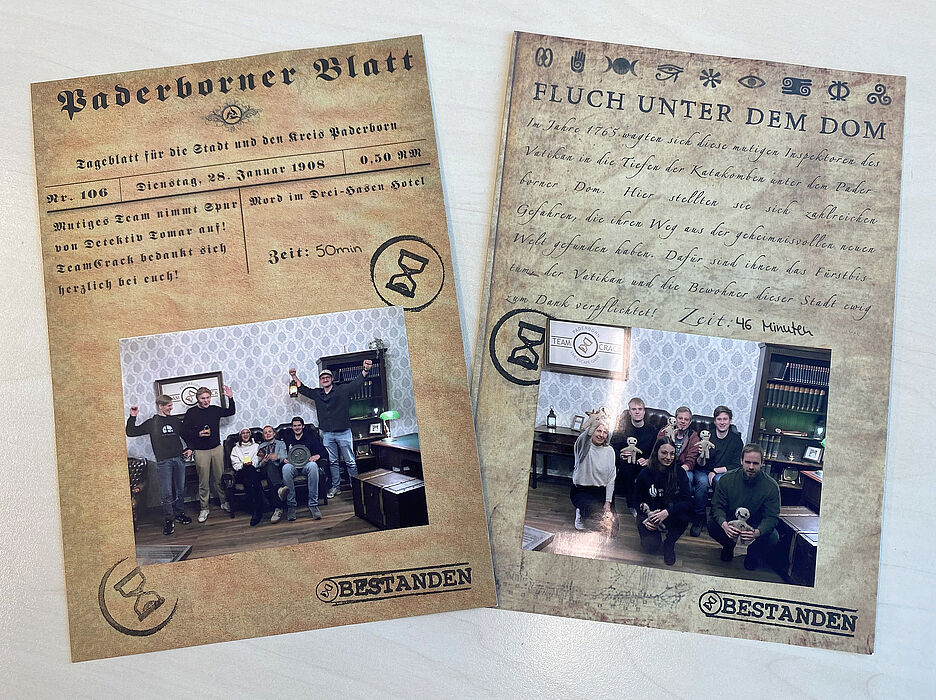 Paderborner Blatt
Tageblatt für die Stadt und den Kreis Paderborn
Nr. 106
Dienstag, 28. Januar 1908
0,50 RM
Mutiges Team nimmt Spur
von Detektiv Tomar auf!
TeamCrack bedankt sich
herzlich bei euch!
Mord im Drei-Hasen Hotel
Zeit: 50min
TEAM CRACK
BESTANDEN
FLUCH UNTER DEM DOM
Im Jahre 1765 wagten sich diese mutigen Inspektoren des
Vatikan in die Tiefen der Katakomben unter dem Pader-
borner Dom. Hier stellten sie sich zahlreichen
Gefahren, die ihren Weg aus der geheimnisvollen neuen
Welt gefunden haben. Dafür sind ihnen das Fürstbis-
tum, der Vatikan und die Bewohner dieser Stadt ewig
zum Dank verpflichtet!
Zeit: 46 Minuten
PADERBORN
TEAM CRACK
BESTANDEN